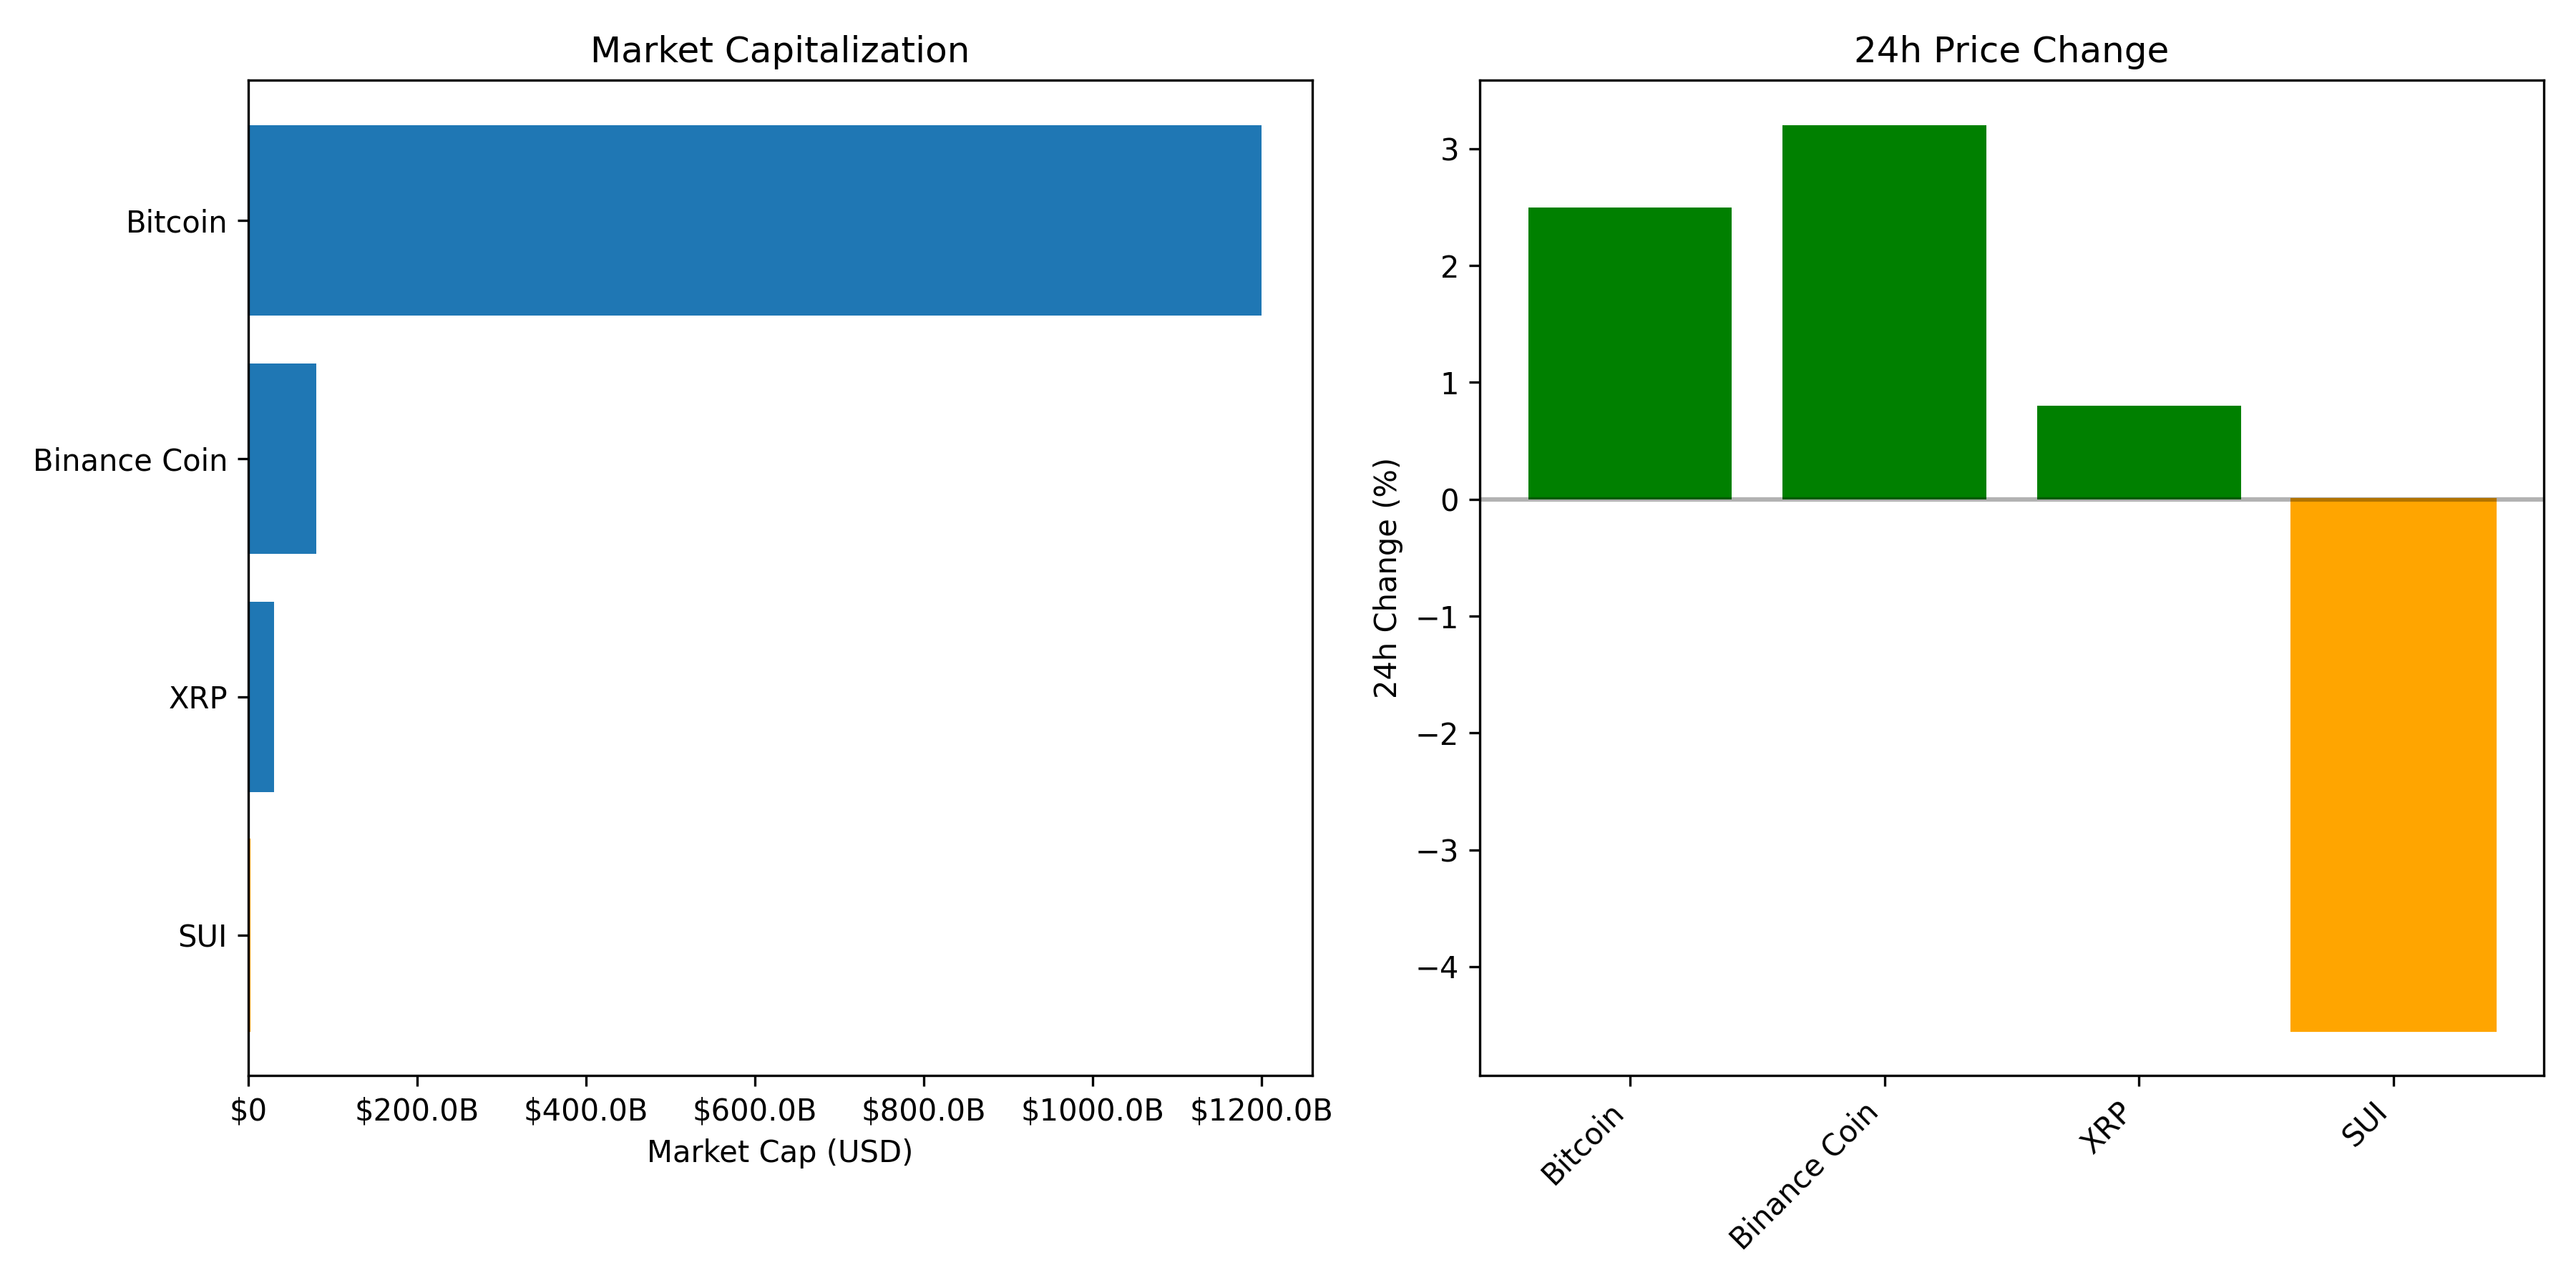 Market Capitalization
Bitcoin
Binance Coin
XRP
SUI
$0 $200.0B $400.0B $600.0B $800.0B $1000.0B $1200.0B
Market Cap (USD)
24h Price Change
24h Change (%)
3
2
1
0
−1
−2
−3
−4
Bitcoin
Binance Coin
XRP
SUI